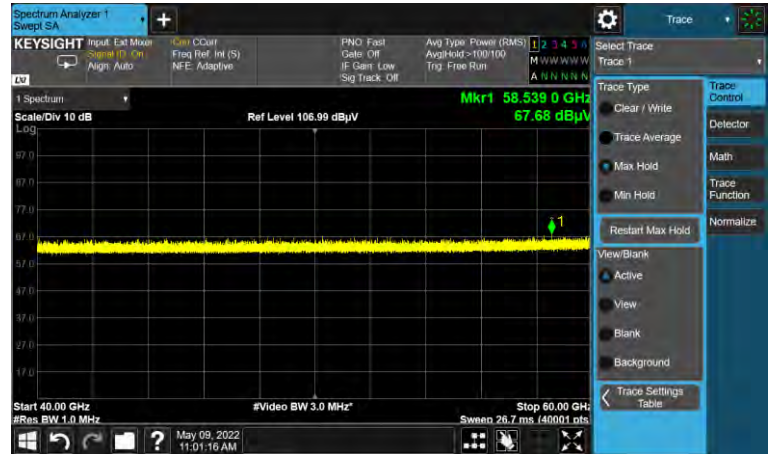 Spectrum Analyzer 1
Swept SA
+
Trace
KEYSIGHT
Input: Ext Mixer
Signal ID: On
Align: Auto
Corr CCorr
Freq Ref: Int (S)
NFE: Adaptive
PNO: Fast
Gate: Off
IF Gain: Low
Sig Track: Off
Avg Type: Power (RMS)
Avg|Hold:>100/100
Trig: Free Run
1 2 3 4 5 6
M W W W W W
A N N N N N
LXI
Select Trace
Trace 1
1 Spectrum
Scale/Div 10 dB
Ref Level 106.99 dBµV
Mkr1 58.539 0 GHz
67.68 dBµV
Log
97.0
87.0
77.0
67.0
57.0
47.0
37.0
27.0
17.0
1
Start 40.00 GHz
#Res BW 1.0 MHz
#Video BW 3.0 MHz*
Stop 60.00 GHz
Sweep 26.7 ms (40001 pts
Trace Type
Clear / Write
Trace Average
Max Hold
Min Hold
Restart Max Hold
View/Blank
Active
View
Blank
Background
Trace Settings
Table
Trace
Control
Detector
Math
Trace
Function
Normalize
?
May 09, 2022
11:01:16 AM